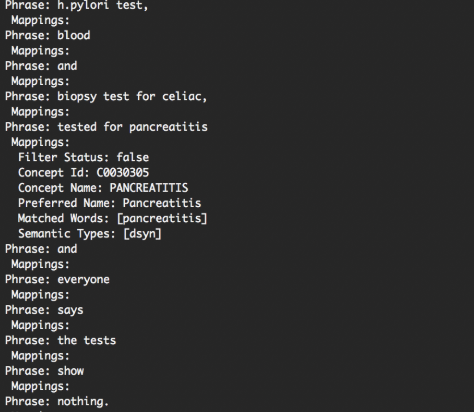 Phrase: h.pylori test,
Mappings:
Phrase: blood
Mappings:
Phrase: and
Mappings:
Phrase: biopsy test for celiac,
Mappings:
Phrase: tested for pancreatitis
Mappings:
Filter Status: false
Concept Id: C0030305
Concept Name: PANCREATITIS
Preferred Name: Pancreatitis
Matched Words: [pancreatitis]
Semantic Types: [dsyn]
Phrase: and
Mappings:
Phrase: everyone
Mappings:
Phrase: says
Mappings:
Phrase: the tests
Mappings:
Phrase: show
Mappings:
Phrase: nothing.